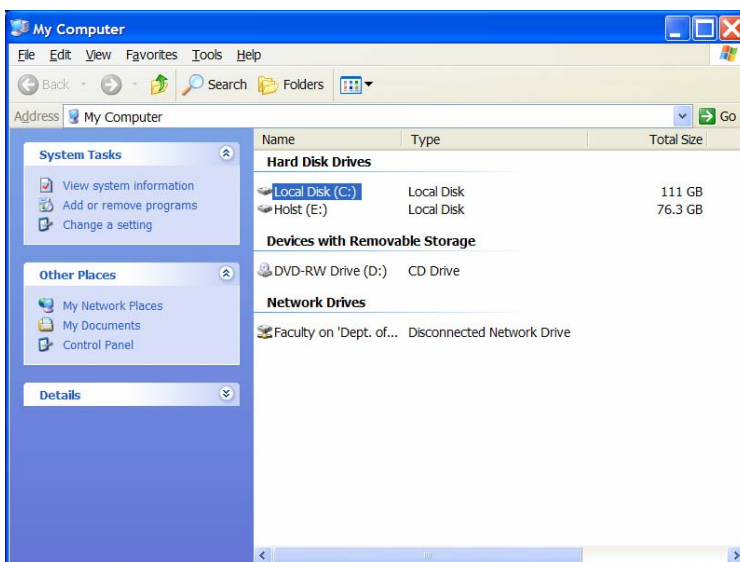 My Computer
File Edit View Favorites Tools Help
Back Search Folders
Address My Computer Go
System Tasks
View system information
Add or remove programs
Change a setting
Other Places
My Network Places
My Documents
Control Panel
Details
Name Type Total Size
Hard Disk Drives
Local Disk (C:) Local Disk 111 GB
Holst (E:) Local Disk 76.3 GB
Devices with Removable Storage
DVD-RW Drive (D:) CD Drive
Network Drives
Faculty on 'Dept. of... Disconnected Network Drive